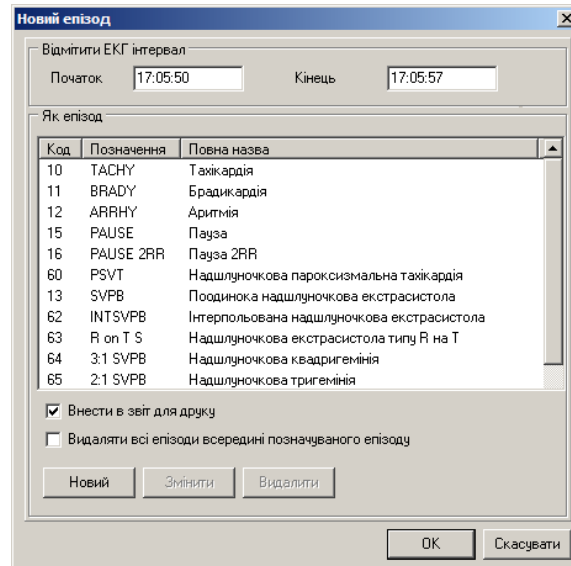 Новий епізод
Відмітити ЕКГ інтервал
Початок 17:05:50 Кінець 17:05:57
Як епізод
Код Позначення Повна назва
10 TACHY Тахікардія
11 BRADY Брадикардія
12 ARRHY Аритмія
15 PAUSE Пауза
16 PAUSE 2RR Пауза 2RR
60 PSVT Надшлуночкова пароксизмальна тахікардія
13 SVPB Поодинока надшлуночкова екстрасистола
62 INTSVPB Інтерпольована надшлуночкова екстрасистола
63 R on T S Надшлуночкова екстрасистола типу R на T
64 3:1 SVPB Надшлуночкова квадригемінія
65 2:1 SVPB Надшлуночкова тригемінія
Внести в звіт для друку
Видаляти всі епізоди всередині позначуваного епізоду
Новий Змінити Видалити
OK Скасувати